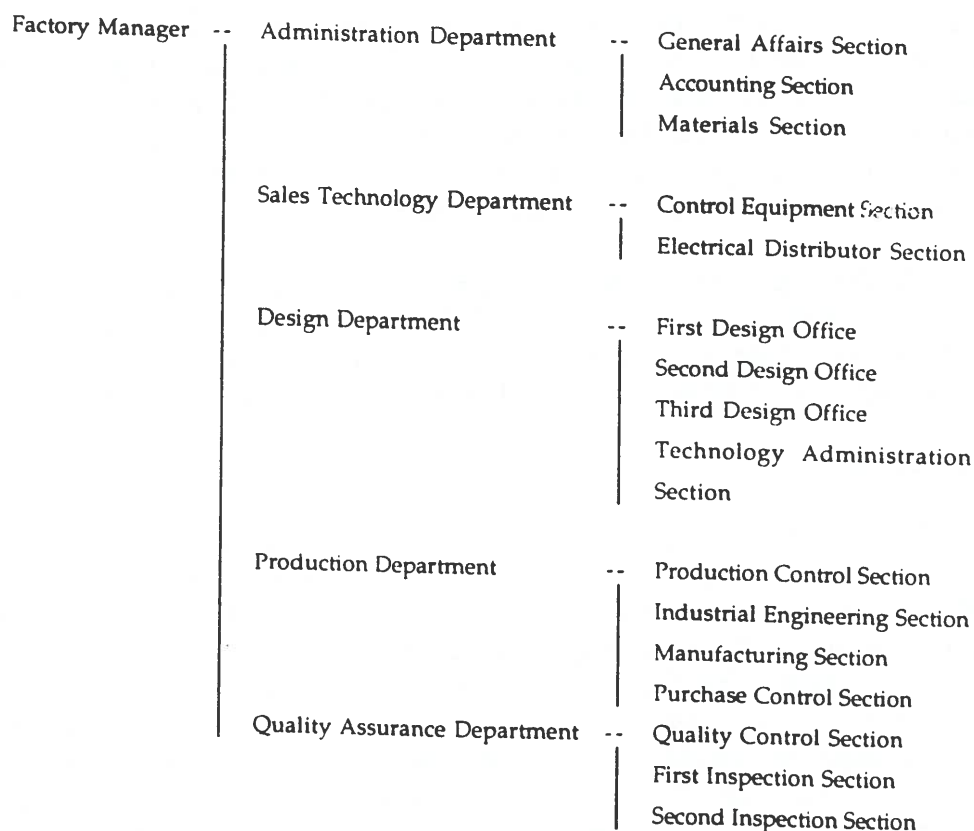 Factory Manager -- Administration Department -- General Affairs Section
Accounting Section
Materials Section
Sales Technology Department -- Control Equipment Section
Electrical Distributor Section
Design Department -- First Design Office
Second Design Office
Third Design Office
Technology Administration
Section
Production Department -- Production Control Section
Industrial Engineering Section
Manufacturing Section
Purchase Control Section
Quality Assurance Department -- Quality Control Section
First Inspection Section
Second Inspection Section